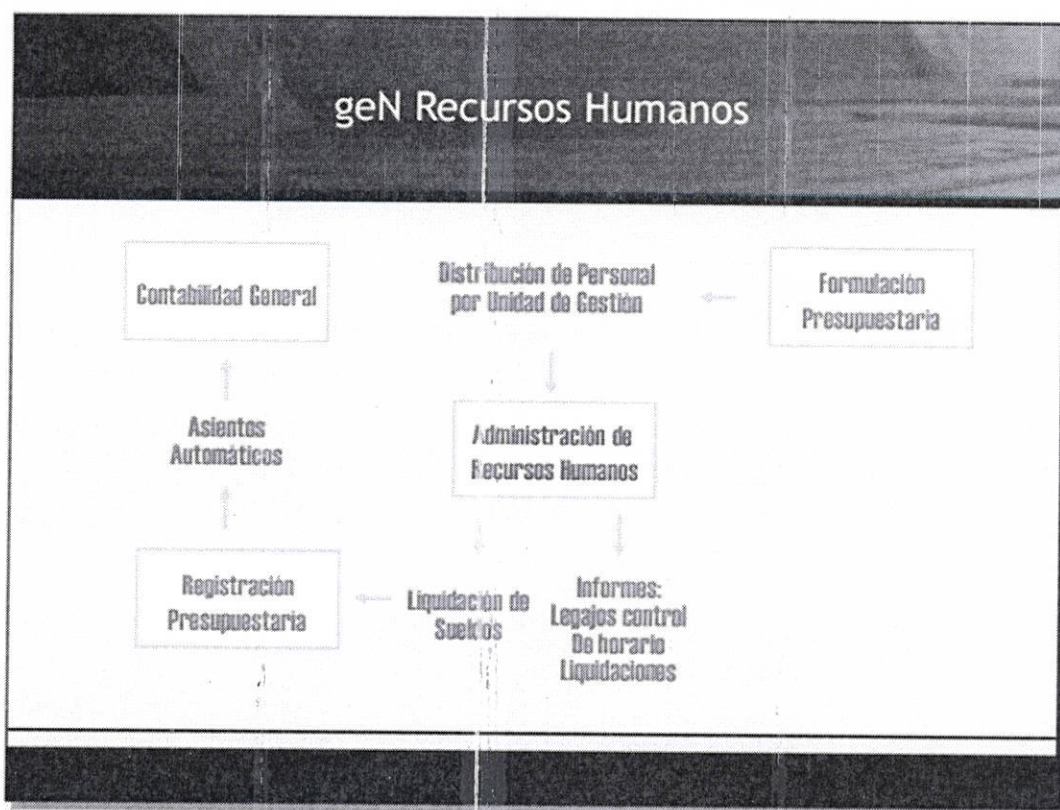 geN Recursos Humanos
Contabilidad General
Distribución de Personal
por Unidad de Gestión
Formulación
Presupuestaria
Asientos
Automáticos
Administración de
Recursos Humanos
Registración
Presupuestaria
Liquidación de
Sueldos
Informes:
Legajos control
De horario
Liquidaciones